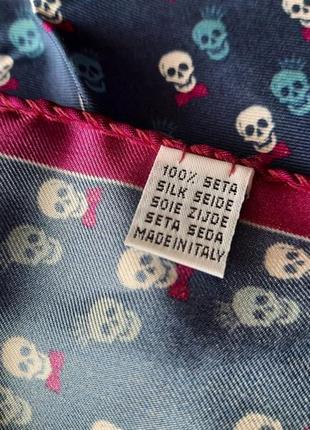 100% SETA
SILK SEIDE
SOIE ZIJDE
SETA SEDA
MADE IN ITALY